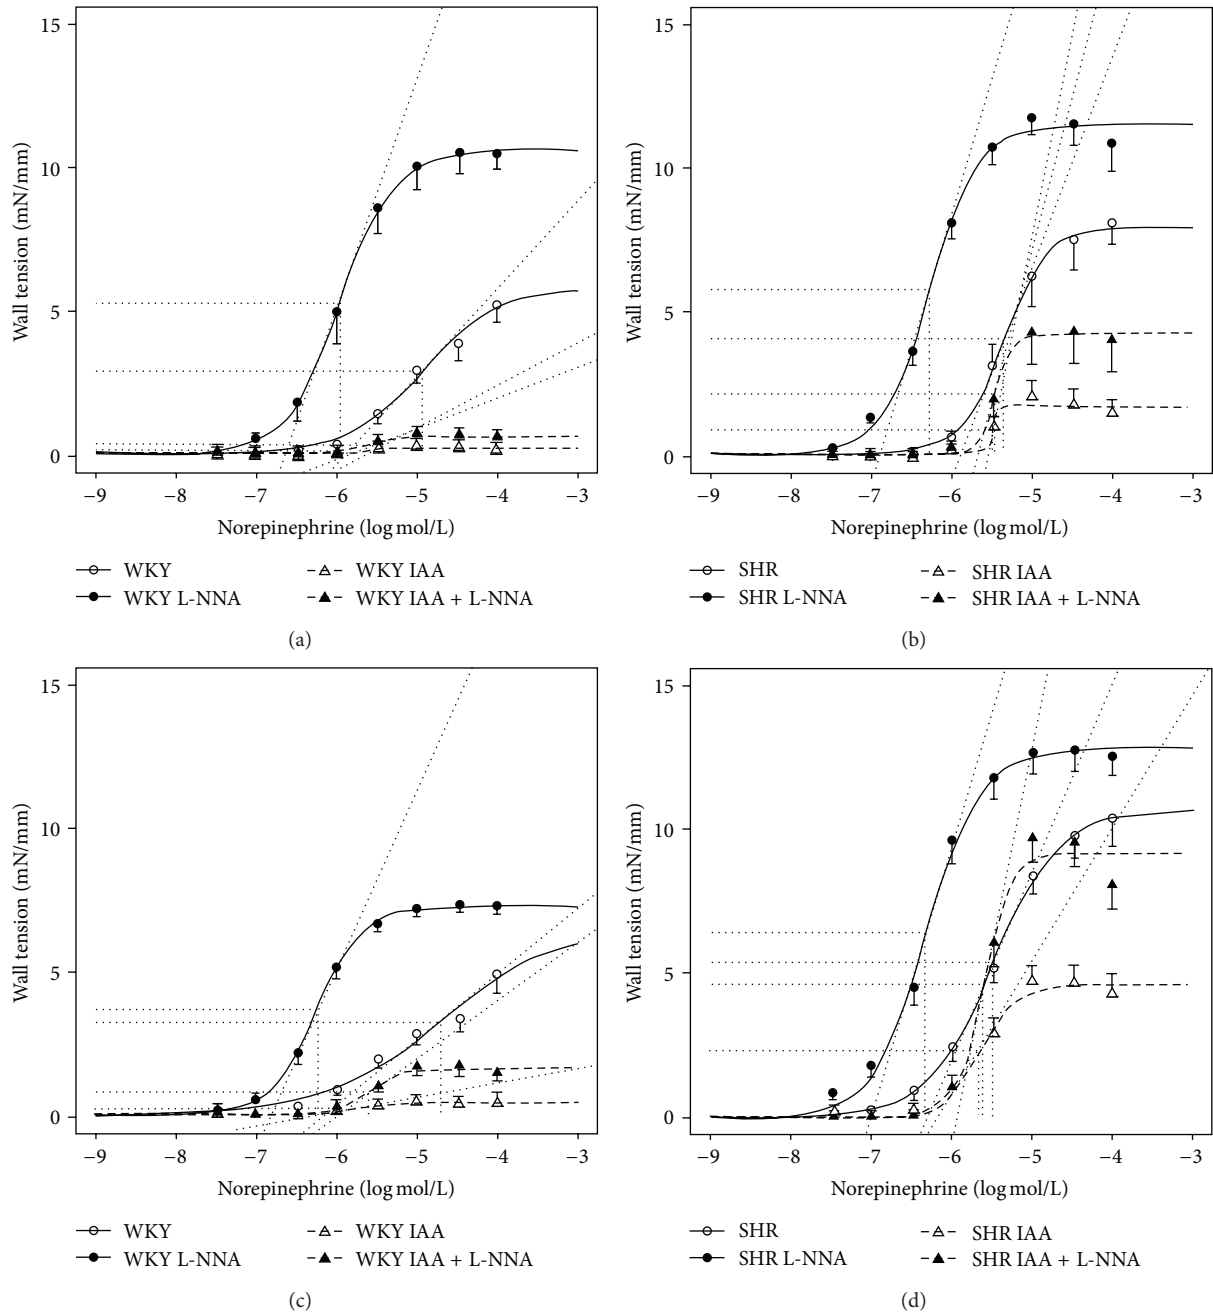 15
10
5
0
Wall tension (mN/mm)
−9 −8 −7 −6 −5 −4 −3
Norepinephrine (log mol/L)
WKY
WKY L-NNA
WKY IAA
WKY IAA + L-NNA
(a)
15
10
5
0
Wall tension (mN/mm)
−9 −8 −7 −6 −5 −4 −3
Norepinephrine (log mol/L)
SHR
SHR L-NNA
SHR IAA
SHR IAA + L-NNA
(b)
15
10
5
0
Wall tension (mN/mm)
−9 −8 −7 −6 −5 −4 −3
Norepinephrine (log mol/L)
WKY
WKY L-NNA
WKY IAA
WKY IAA + L-NNA
(c)
15
10
5
0
Wall tension (mN/mm)
−9 −8 −7 −6 −5 −4 −3
Norepinephrine (log mol/L)
SHR
SHR L-NNA
SHR IAA
SHR IAA + L-NNA
(d)